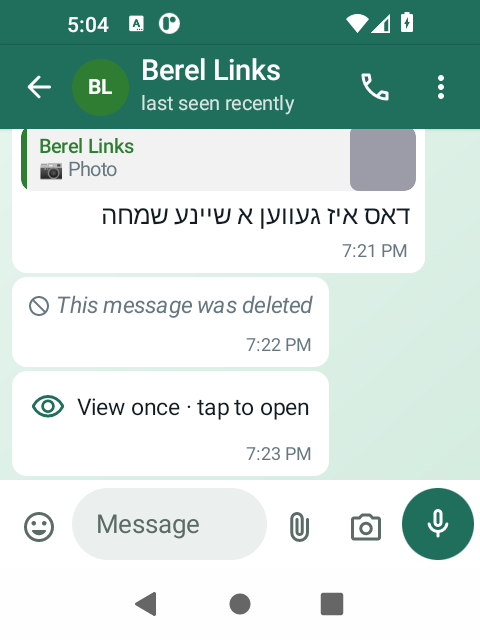 5:04
BL
Berel Links
last seen recently
Berel Links
📷 Photo
דאס איז געווען א שיינע שמחה
7:21 PM
This message was deleted
7:22 PM
View once · tap to open
7:23 PM
Message